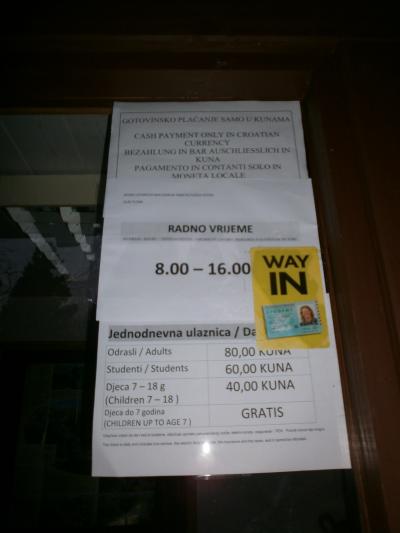 GOTOVINSKO PLAĆANJE SAMO U KUNAMA
CASH PAYMENT ONLY IN CROATIAN
CURRENCY
BEZAHLUNG IN BAR AUSCHLIESSLICH IN
KUNA
PAGAMENTO IN CONTANTI SOLO IN
MONETA LOCALE
RADNO VRIJEME
8.00 – 16.00
WAY
IN
STUDENT
Jednodnevna ulaznica / Da
Odrasli / Adults 80,00 KUNA
Studenti / Students 60,00 KUNA
Djeca 7 – 18 g 40,00 KUNA
(Children 7 – 18 )
Djeca do 7 godina GRATIS
(CHILDREN UP TO AGE 7 )